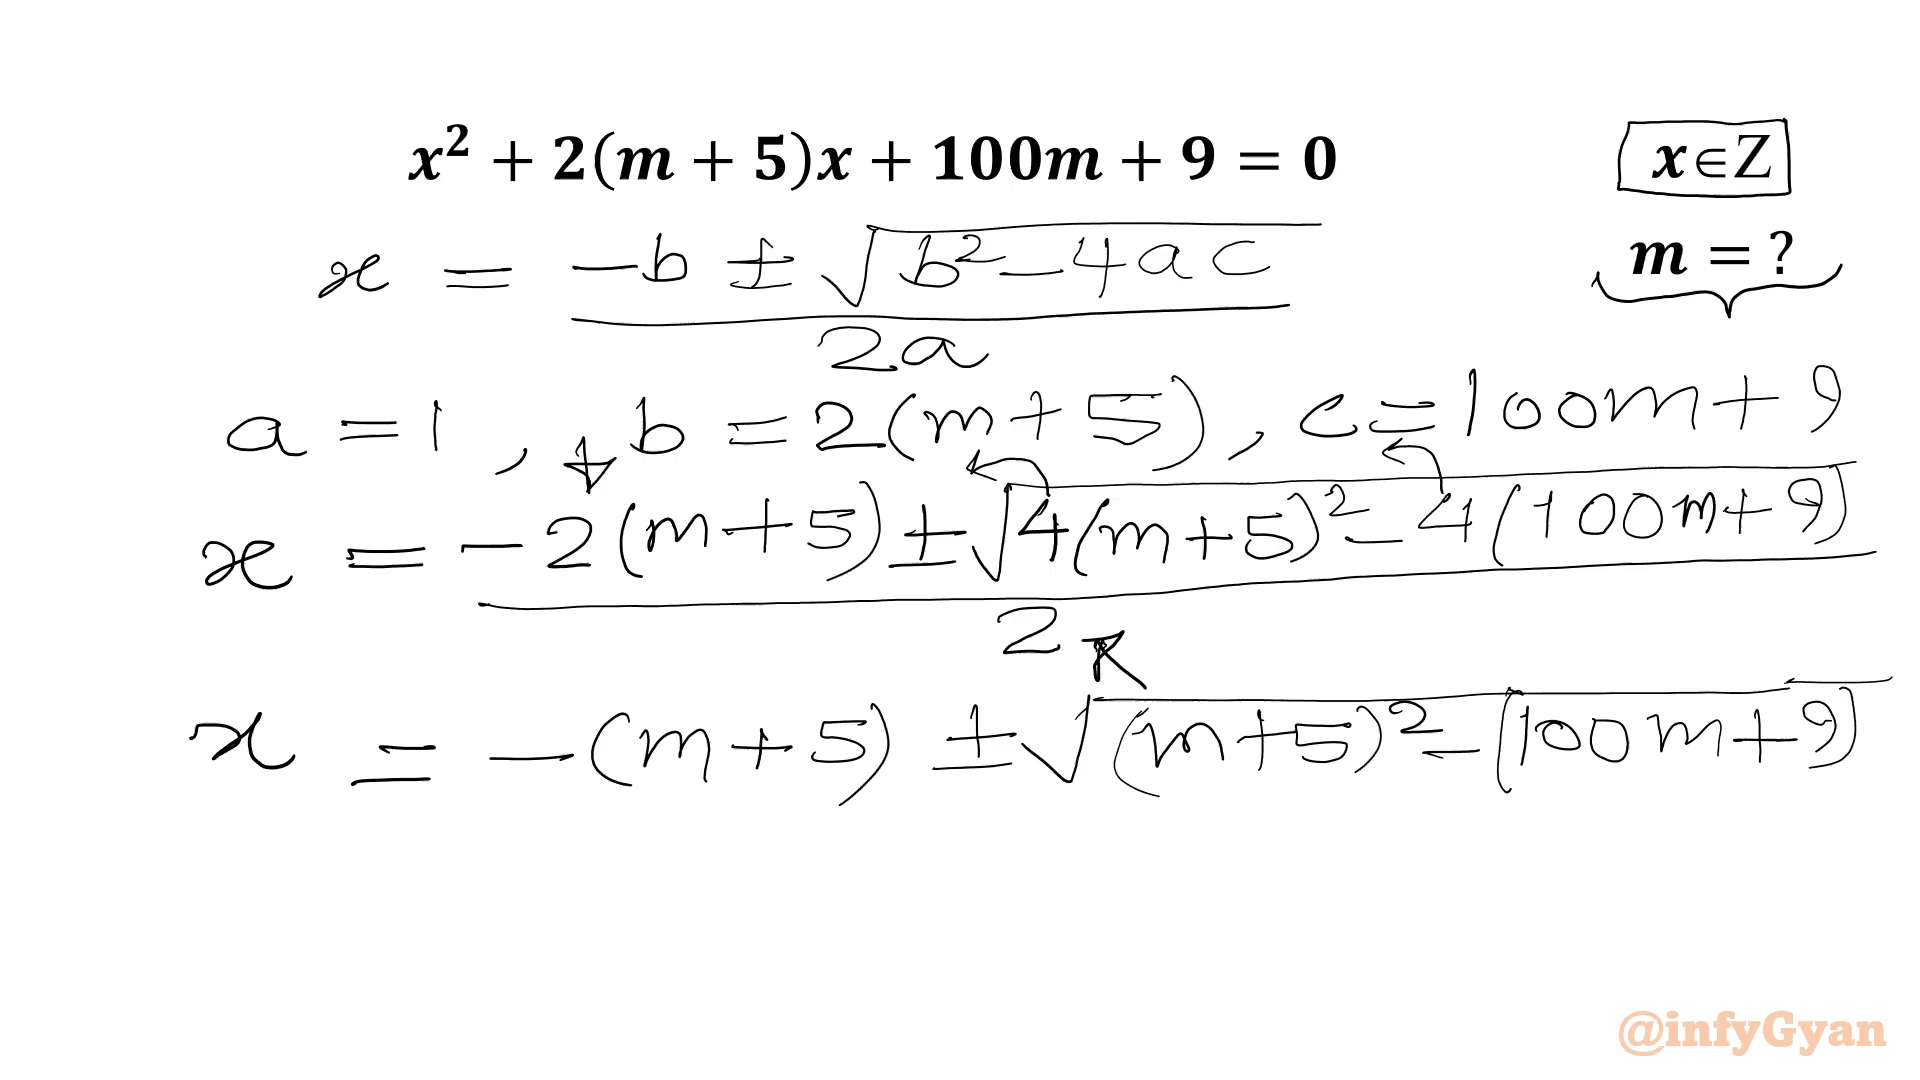 x² + 2(m + 5)x + 100m + 9 = 0
x∈Z
m = ?
x = -b ± √(b² - 4ac) / 2a
a = 1 , b = 2(m + 5) , c = 100m + 9
x = -2(m + 5) ± √(4(m + 5)² - 4(100m + 9)) / 2
x = -(m + 5) ± √((m + 5)² - (100m + 9))
@infyGyan